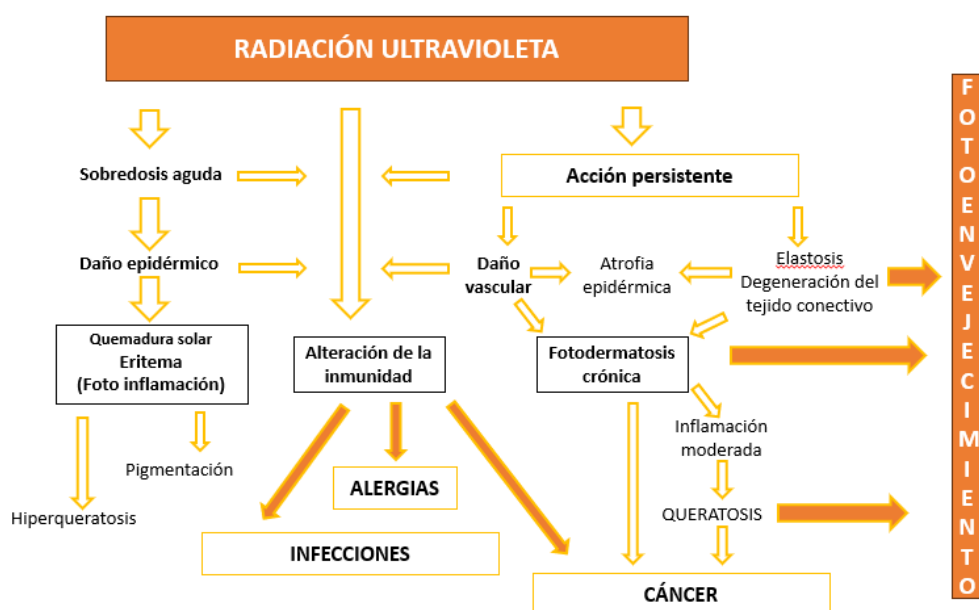 RADIACIÓN ULTRAVIOLETA
Sobredosis aguda
Acción persistente
Daño epidérmico
Daño
vascular
Atrofia
epidérmica
Elastosis
Degeneración del
tejido conectivo
Quemadura solar
Eritema
(Foto inflamación)
Alteración de la
inmunidad
Fotodermatosis
crónica
Inflamación
moderada
Pigmentación
Hiperqueratosis
ALERGIAS
QUERATOSIS
INFECCIONES
CÁNCER
FOTOENVEJECIMIENTO